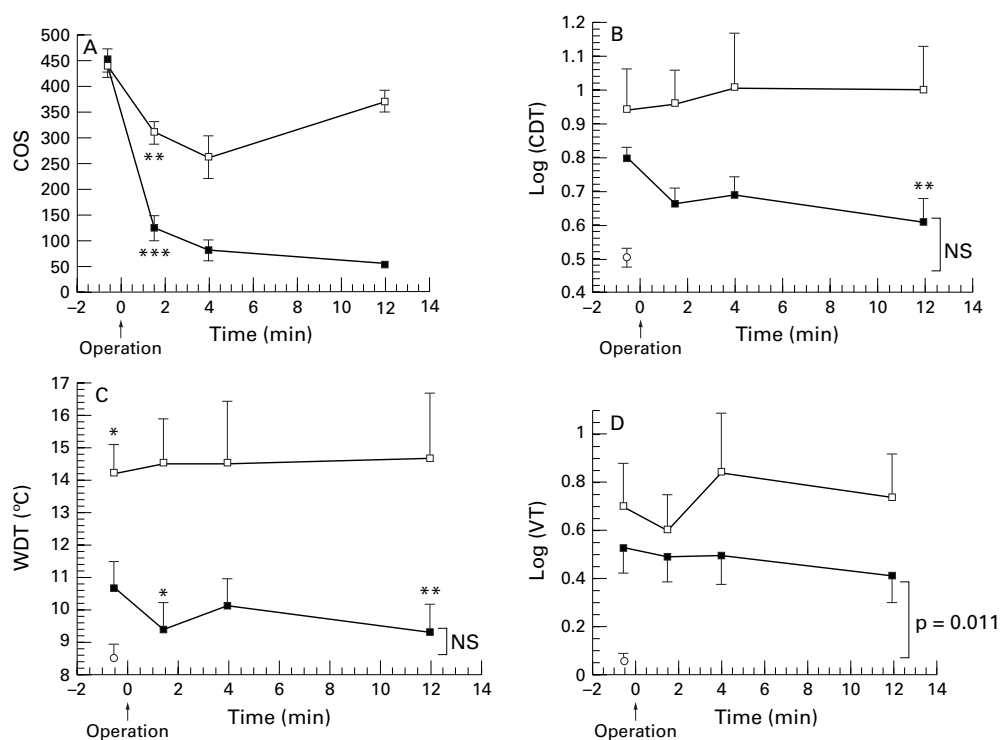 A
500
450
400
350
300
250
200
150
100
50
0
COS
**
***
−2 0 2 4 6 8 10 12 14
Time (min)
Operation
B
1.2
1.1
1
0.9
0.8
0.7
0.6
0.5
0.4
Log (CDT)
**
NS
−2 0 2 4 6 8 10 12 14
Time (min)
Operation
C
17
16
15
14
13
12
11
10
9
8
WDT (°C)
*
*
**
NS
−2 0 2 4 6 8 10 12 14
Time (min)
Operation
D
1
0.8
0.6
0.4
0.2
0
Log (VT)
p = 0.011
−2 0 2 4 6 8 10 12 14
Time (min)
Operation